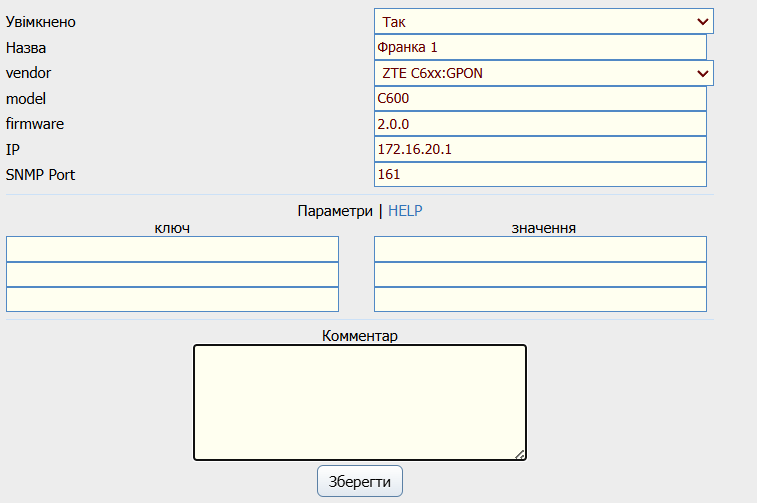 Увімкнено Так
Назва Франка 1
vendor ZTE C6xx:GPON
model C600
firmware 2.0.0
IP 172.16.20.1
SNMP Port 161
Параметри | HELP
ключ значення
Комментар
Зберегти